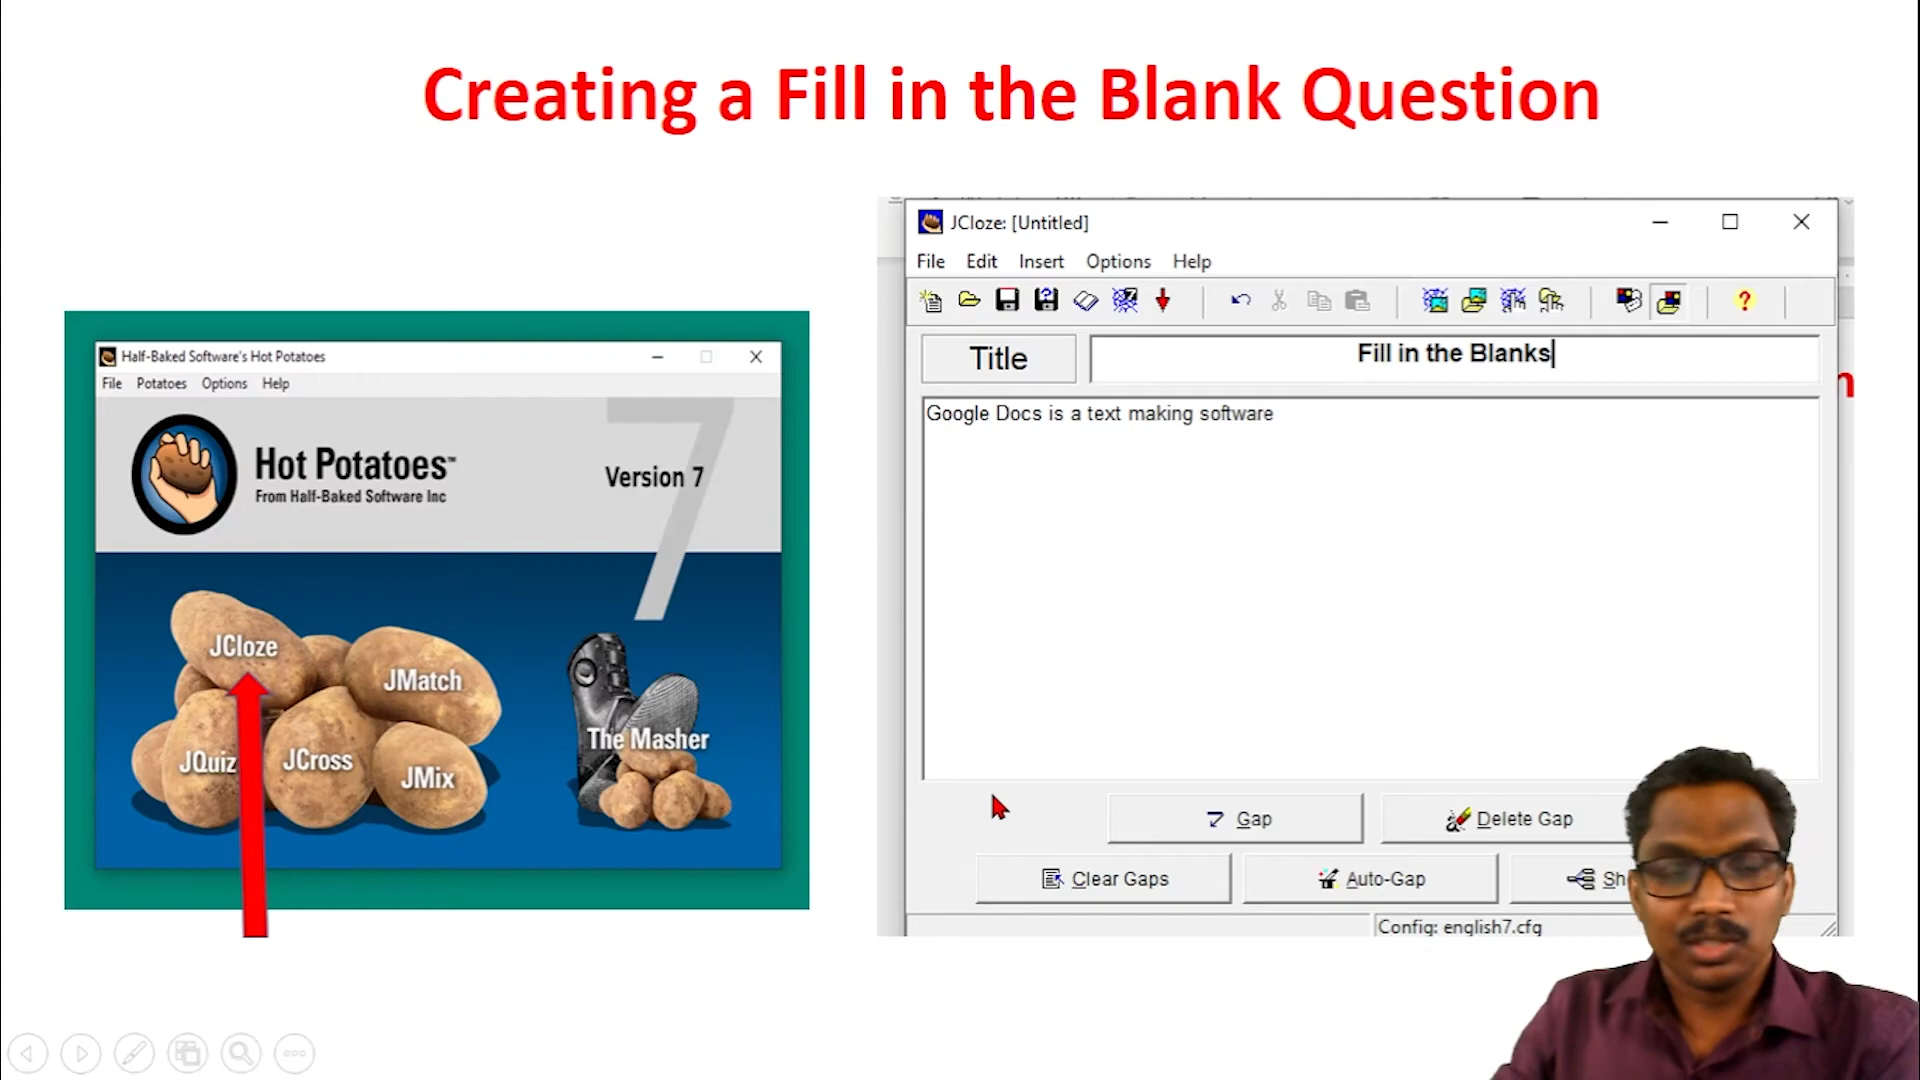 Creating a Fill in the Blank Question
Half-Baked Software's Hot Potatoes
File Potatoes Options Help
Hot Potatoes™
From Half-Baked Software Inc
Version 7
7
JCloze
JMatch
JQuiz
JCross
JMix
The Masher
JCloze: [Untitled]
File Edit Insert Options Help
?
Title
Fill in the Blanks
n
Google Docs is a text making software
Gap
Delete Gap
Clear Gaps
Auto-Gap
Config: english7.cfg